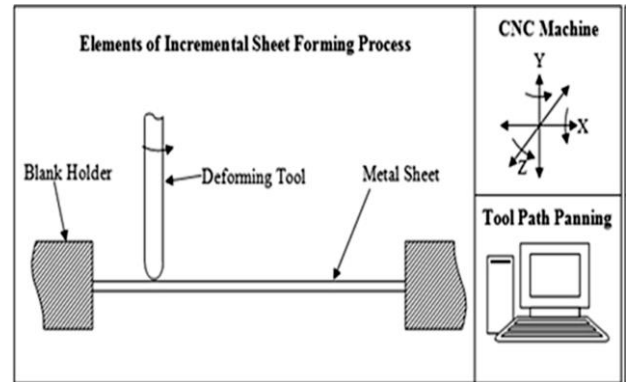 Elements of Incremental Sheet Forming Process
Blank Holder
Deforming Tool
Metal Sheet
CNC Machine
Y
X
Z
Tool Path Panning